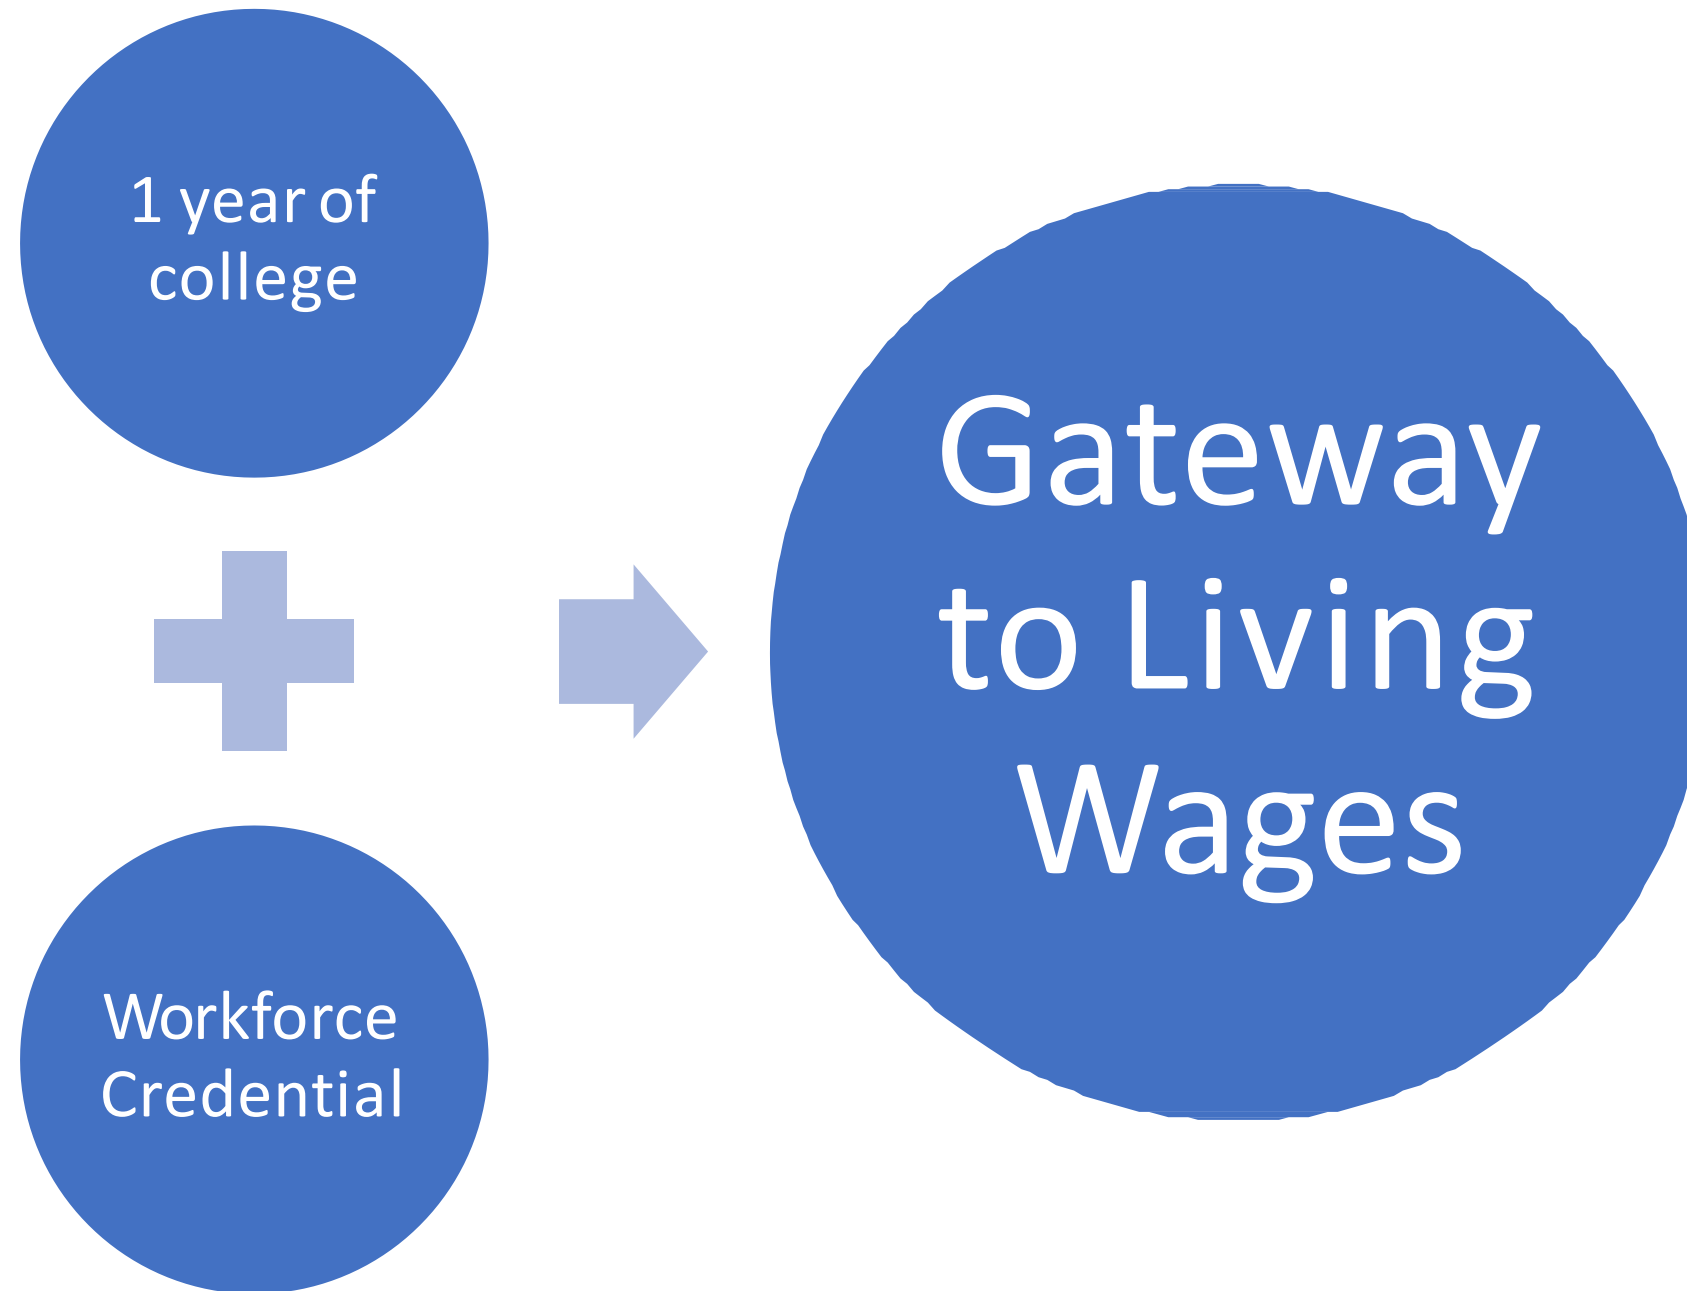 1 year of
college
Workforce
Credential
Gateway
to Living
Wages